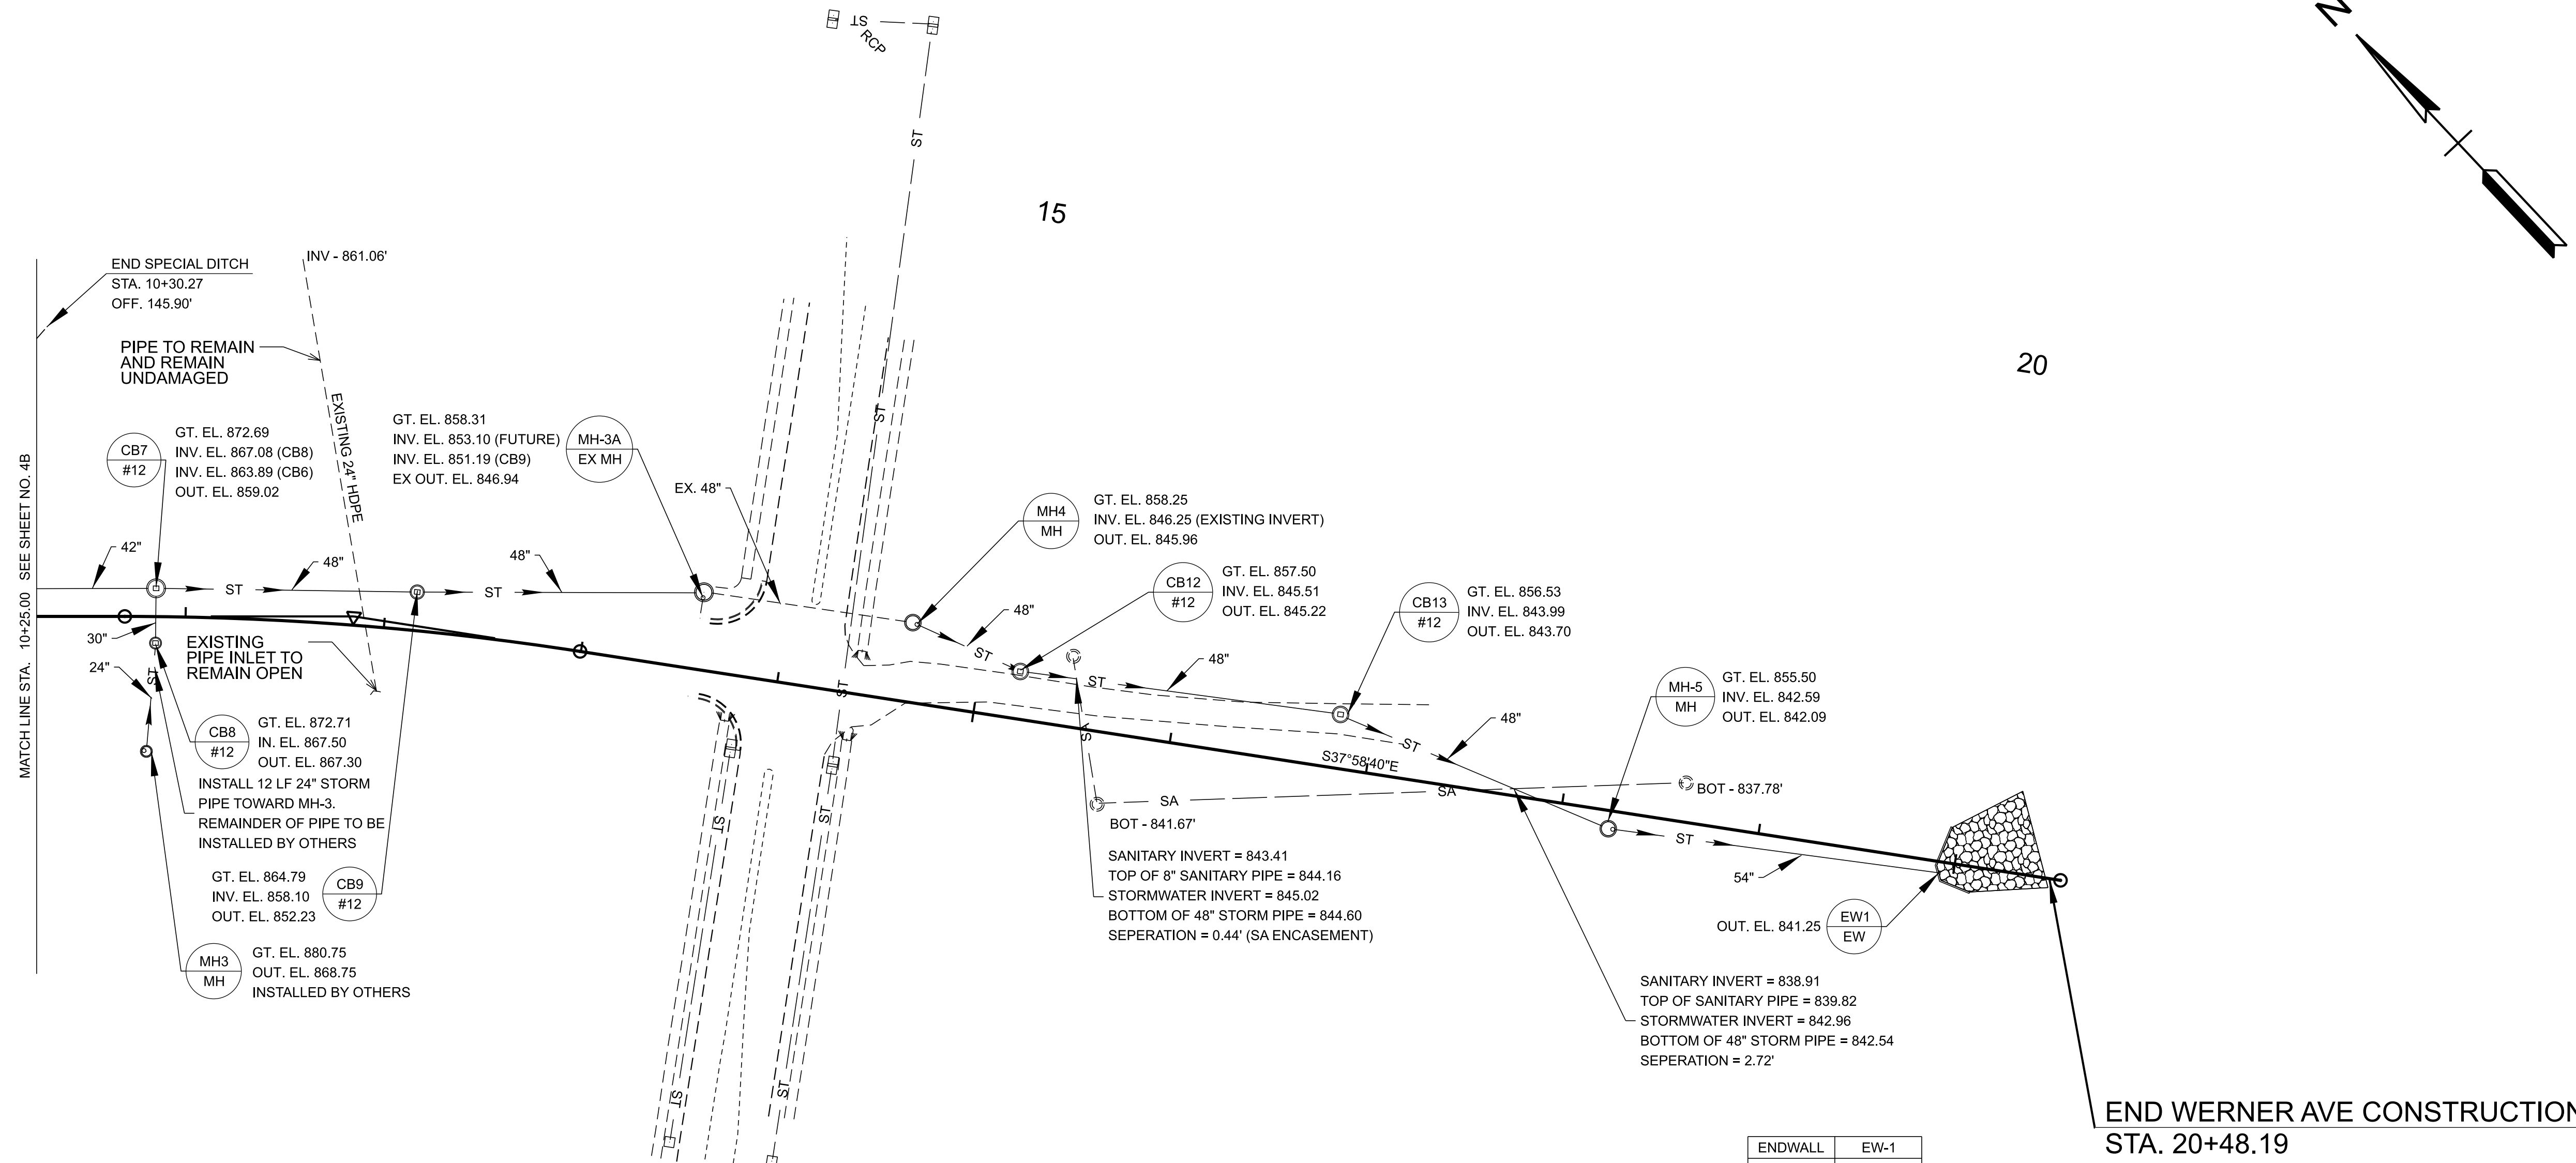 N
ST
RCP
ST
15
20
END SPECIAL DITCH
STA. 10+30.27
OFF. 145.90'
INV - 861.06'
PIPE TO REMAIN
AND REMAIN
UNDAMAGED
EXISTING 24" HDPE
MATCH LINE STA. 10+25.00 SEE SHEET NO. 4B
CB7
#12
GT. EL. 872.69
INV. EL. 867.08 (CB8)
INV. EL. 863.89 (CB6)
OUT. EL. 859.02
GT. EL. 858.31
INV. EL. 853.10 (FUTURE)
INV. EL. 851.19 (CB9)
EX OUT. EL. 846.94
MH-3A
EX MH
ST
EX. 48"
MH4
MH
GT. EL. 858.25
INV. EL. 846.25 (EXISTING INVERT)
OUT. EL. 845.96
42"
48"
48"
ST
ST
CB12
#12
GT. EL. 857.50
INV. EL. 845.51
OUT. EL. 845.22
CB13
#12
GT. EL. 856.53
INV. EL. 843.99
OUT. EL. 843.70
48"
ST
30"
24"
ST
EXISTING
PIPE INLET TO
REMAIN OPEN
48"
ST
ST
SA
MH-5
MH
GT. EL. 855.50
INV. EL. 842.59
OUT. EL. 842.09
48"
ST
S37°58'40"E
CB8
#12
GT. EL. 872.71
IN. EL. 867.50
OUT. EL. 867.30
INSTALL 12 LF 24" STORM
PIPE TOWARD MH-3.
REMAINDER OF PIPE TO BE
INSTALLED BY OTHERS
SA
SA
BOT - 837.78'
BOT - 841.67'
ST
ST
ST
SANITARY INVERT = 843.41
TOP OF 8" SANITARY PIPE = 844.16
STORMWATER INVERT = 845.02
BOTTOM OF 48" STORM PIPE = 844.60
SEPERATION = 0.44' (SA ENCASEMENT)
54"
GT. EL. 864.79
INV. EL. 858.10
OUT. EL. 852.23
CB9
#12
OUT. EL. 841.25
EW1
EW
MH3
MH
GT. EL. 880.75
OUT. EL. 868.75
INSTALLED BY OTHERS
SANITARY INVERT = 838.91
TOP OF SANITARY PIPE = 839.82
STORMWATER INVERT = 842.96
BOTTOM OF 48" STORM PIPE = 842.54
SEPERATION = 2.72'
ST
ST
END WERNER AVE CONSTRUCTION
STA. 20+48.19
ENDWALL EW-1